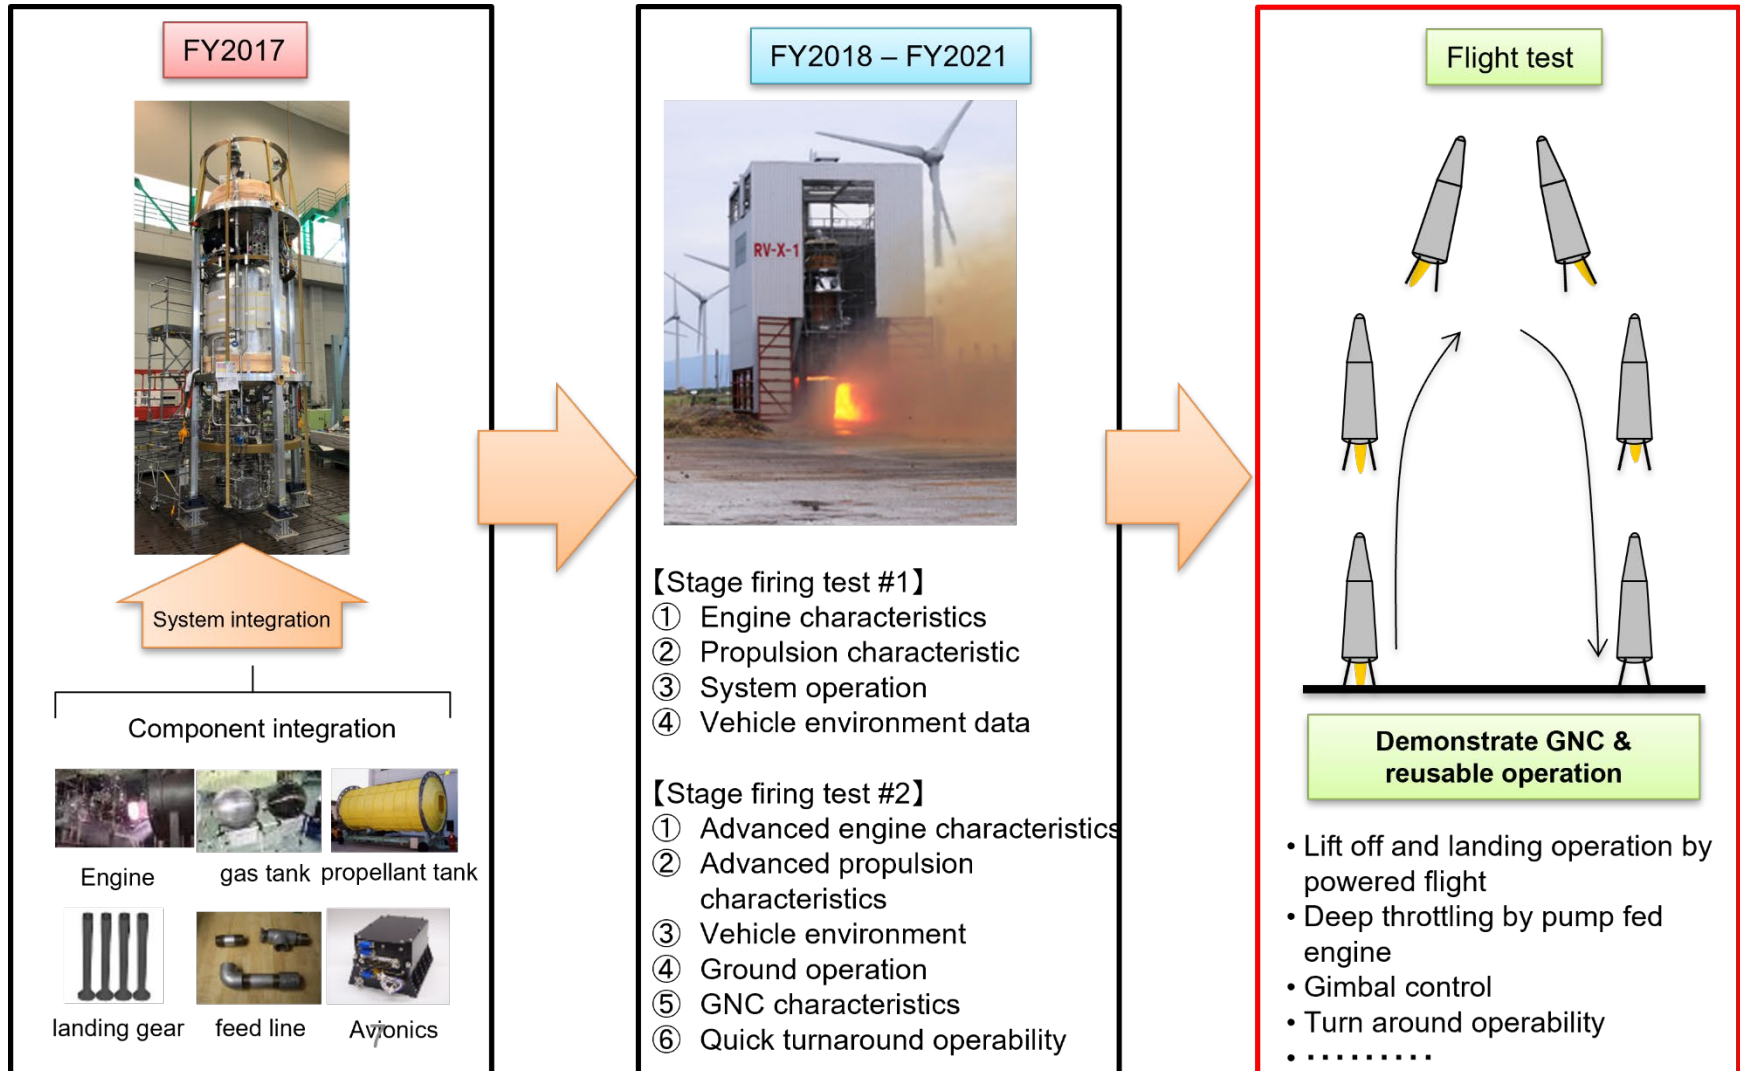 FY2017
System integration
Component integration
Engine
gas tank
propellant tank
landing gear
feed line
Avionics
7
FY2018 – FY2021
RV-X-1
【Stage firing test #1】
① Engine characteristics
② Propulsion characteristic
③ System operation
④ Vehicle environment data
【Stage firing test #2】
① Advanced engine characteristics
② Advanced propulsion
characteristics
③ Vehicle environment
④ Ground operation
⑤ GNC characteristics
⑥ Quick turnaround operability
Flight test
Demonstrate GNC &
reusable operation
• Lift off and landing operation by
powered flight
• Deep throttling by pump fed
engine
• Gimbal control
• Turn around operability
• ･････････